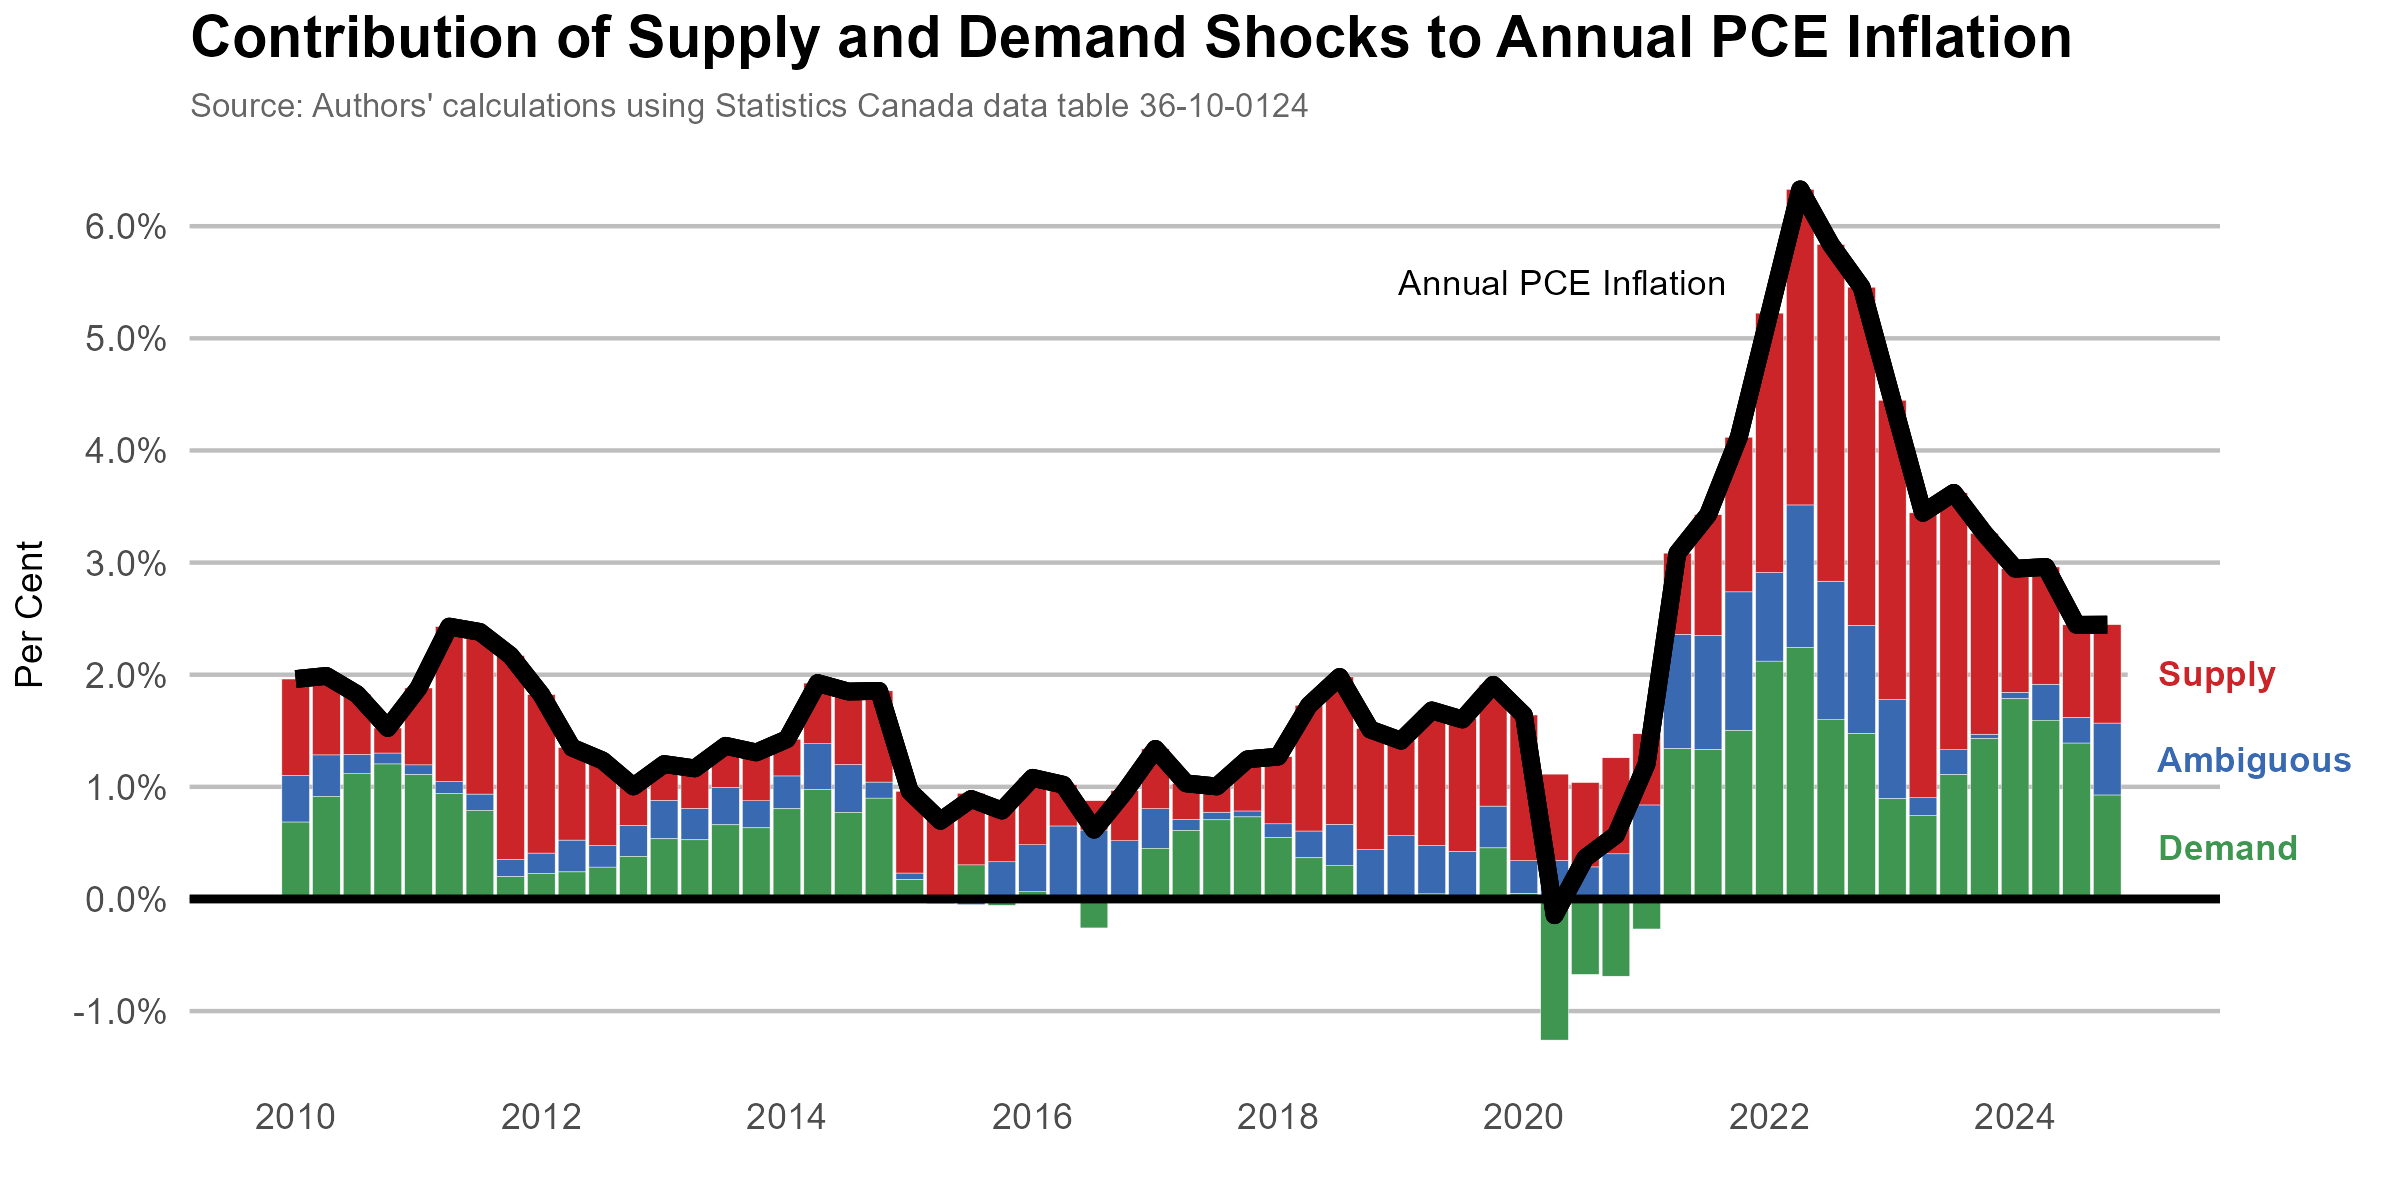 Contribution of Supply and Demand Shocks to Annual PCE Inflation
Source: Authors' calculations using Statistics Canada data table 36-10-0124
Per Cent
6.0%
5.0%
4.0%
3.0%
2.0%
1.0%
0.0%
-1.0%
Annual PCE Inflation
Supply
Ambiguous
Demand
2010 2012 2014 2016 2018 2020 2022 2024